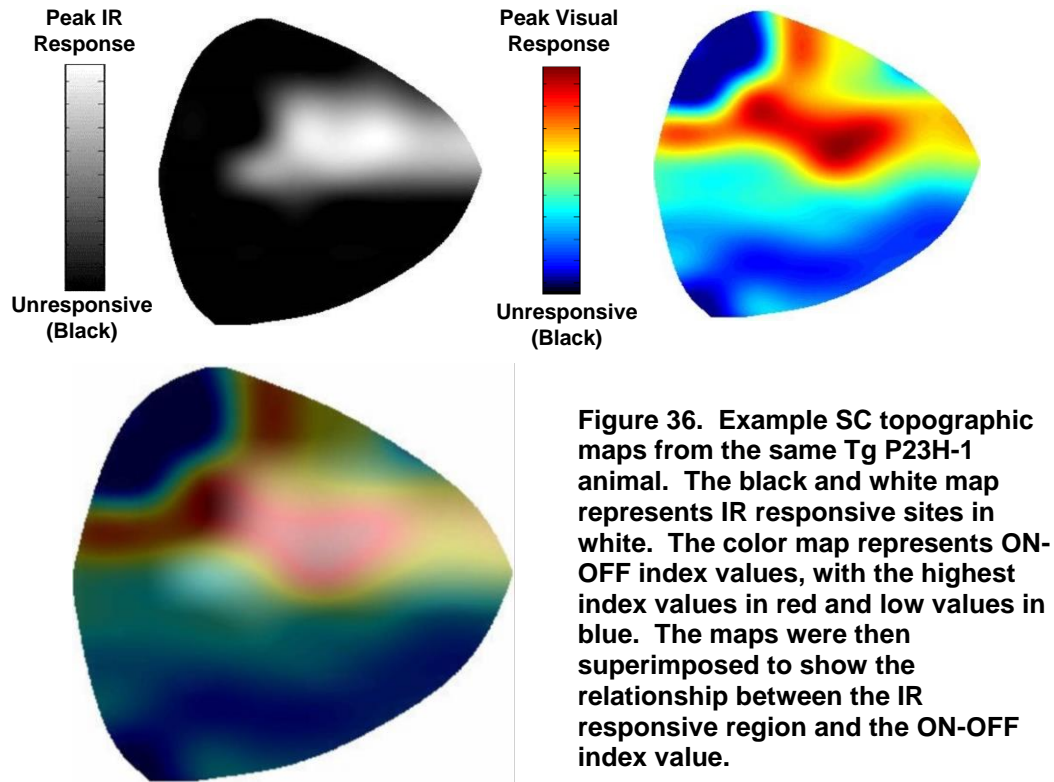 Peak IR
Response
Unresponsive
(Black)
Peak Visual
Response
Unresponsive
(Black)
Figure 36.  Example SC topographic
maps from the same Tg P23H-1
animal.  The black and white map
represents IR responsive sites in
white.  The color map represents ON-
OFF index values, with the highest
index values in red and low values in
blue.  The maps were then
superimposed to show the
relationship between the IR
responsive region and the ON-OFF
index value.